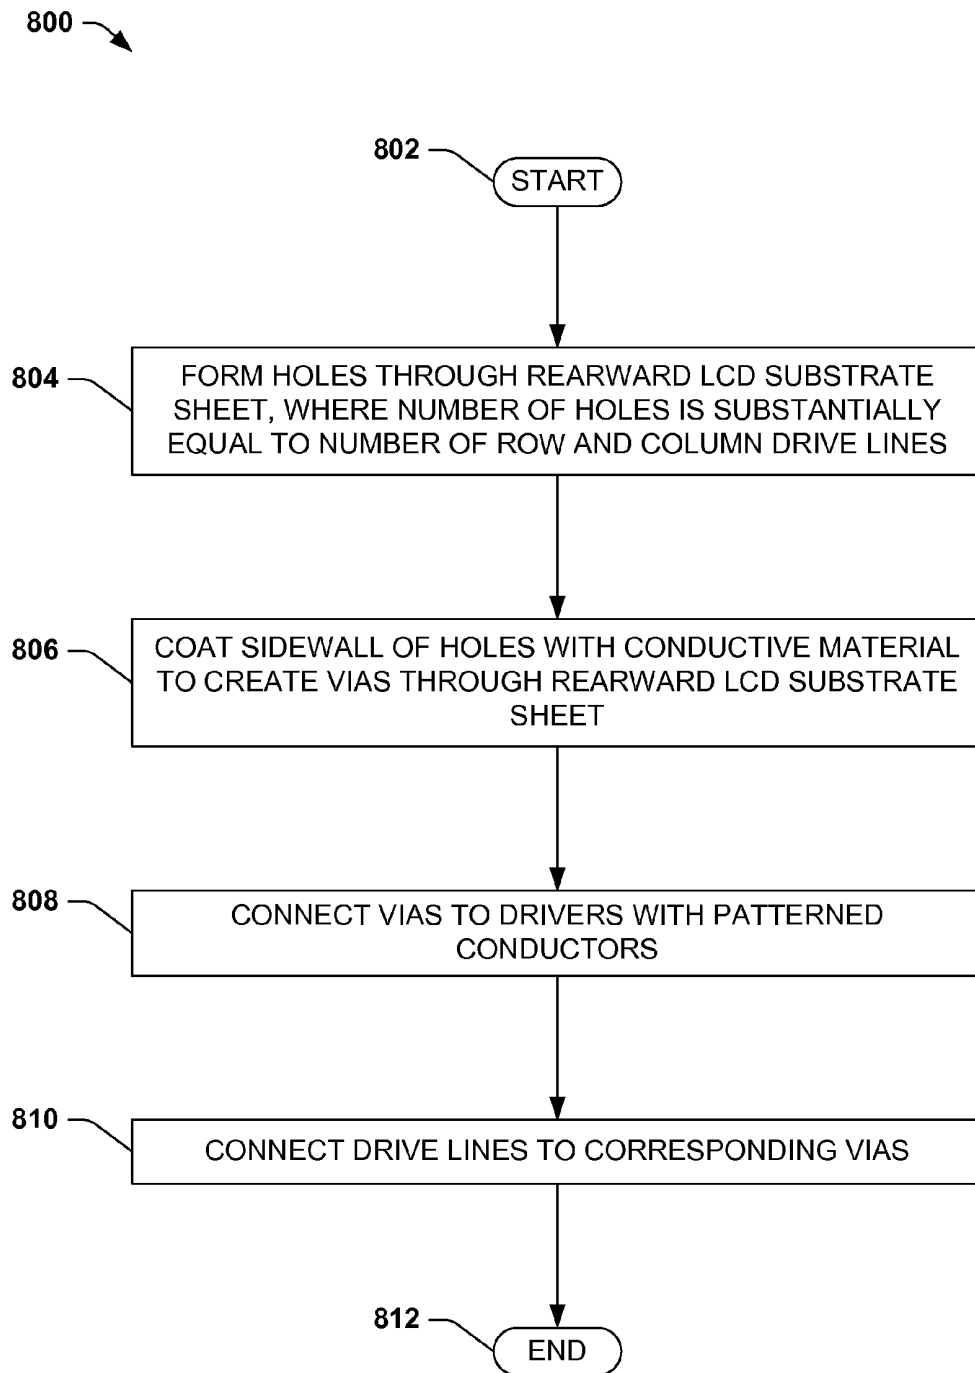 800
802
START
804
FORM HOLES THROUGH REARWARD LCD SUBSTRATE
SHEET, WHERE NUMBER OF HOLES IS SUBSTANTIALLY
EQUAL TO NUMBER OF ROW AND COLUMN DRIVE LINES
806
COAT SIDEWALL OF HOLES WITH CONDUCTIVE MATERIAL
TO CREATE VIAS THROUGH REARWARD LCD SUBSTRATE
SHEET
808
CONNECT VIAS TO DRIVERS WITH PATTERNED
CONDUCTORS
810
CONNECT DRIVE LINES TO CORRESPONDING VIAS
812
END